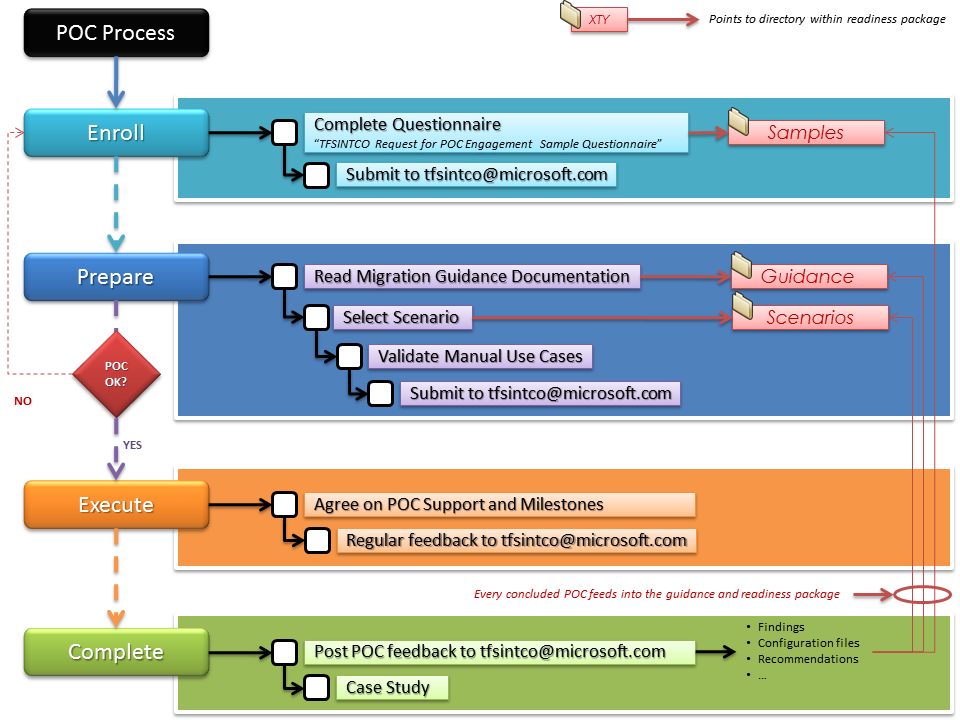 POC Process
XTY
Points to directory within readiness package
Enroll
Complete Questionnaire
“TFSINTCO Request for POC Engagement Sample Questionnaire”
Samples
Submit to tfsintco@microsoft.com
Prepare
Read Migration Guidance Documentation
Guidance
Select Scenario
Scenarios
Validate Manual Use Cases
Submit to tfsintco@microsoft.com
POC
OK?
NO
YES
Execute
Agree on POC Support and Milestones
Regular feedback to tfsintco@microsoft.com
Every concluded POC feeds into the guidance and readiness package
Complete
Post POC feedback to tfsintco@microsoft.com
• Findings
• Configuration files
• Recommendations
• ...
Case Study